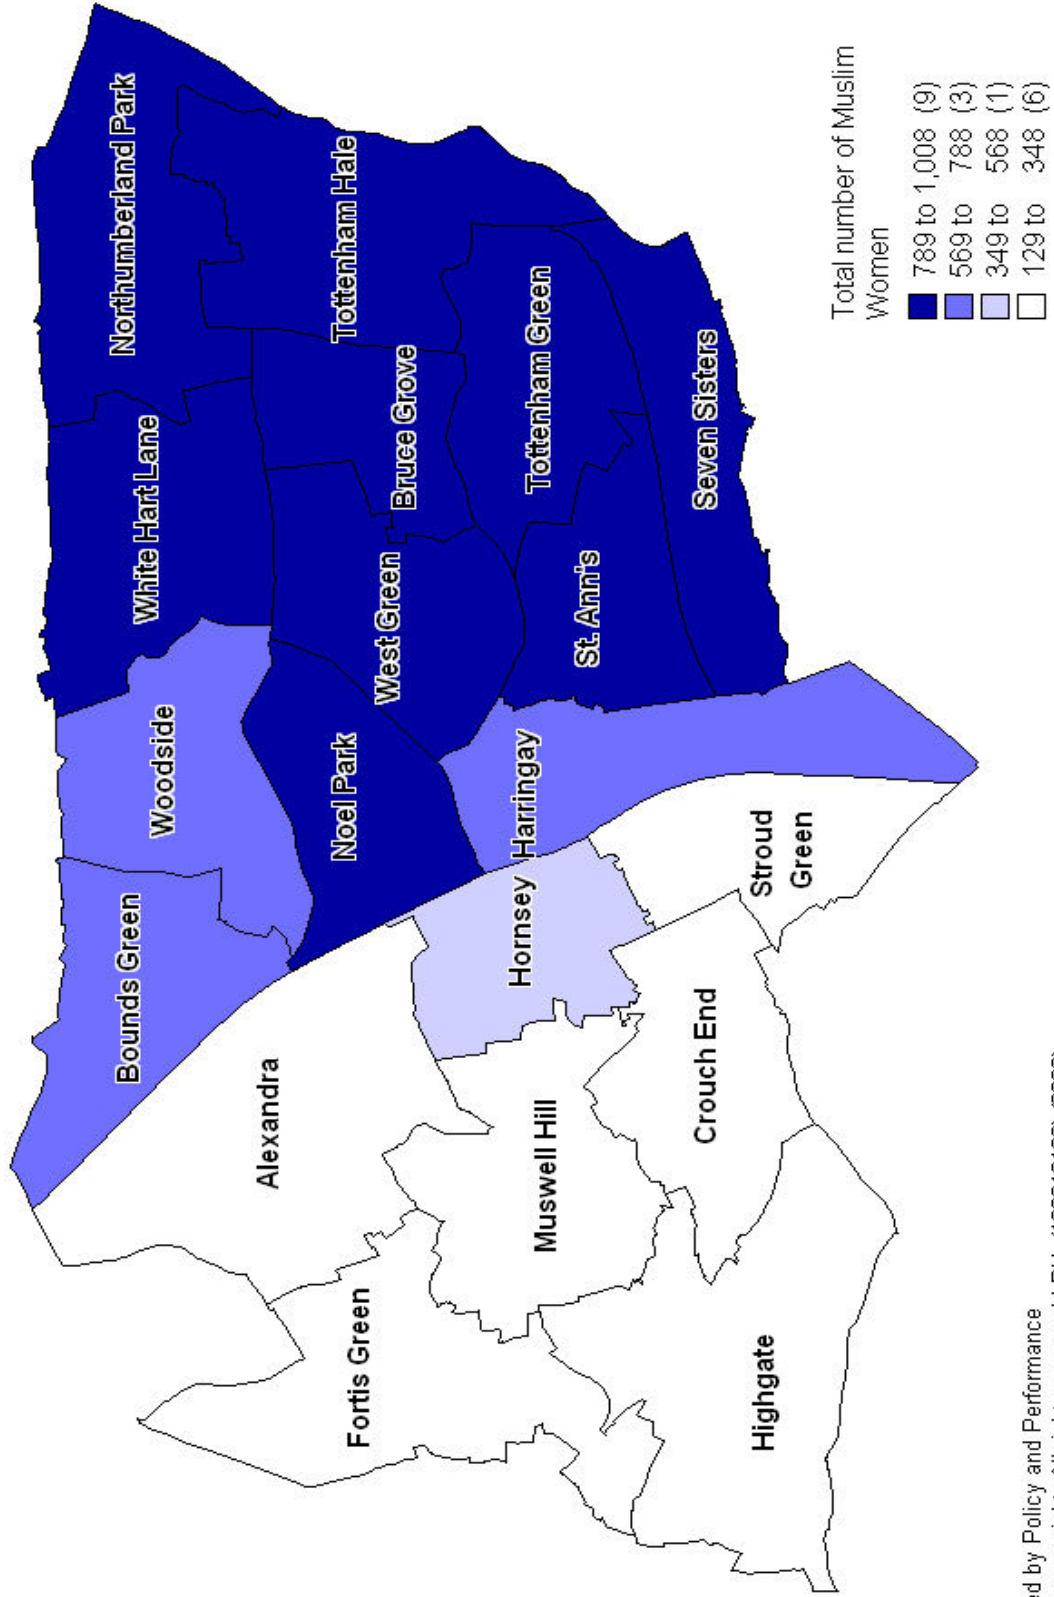 Northumberland Park
White Hart Lane
Tottenham Hale
Woodside
Bounds Green
Bruce Grove
West Green
Noel Park
Tottenham Green
St. Ann's
Seven Sisters
Harringay
Hornsey
Alexandra
Stroud
Green
Muswell Hill
Crouch End
Fortis Green
Highgate
Total number of Muslim
Women
789 to 1,008 (9)
569 to 788 (3)
349 to 568 (1)
129 to 348 (6)
ed by Policy and Performance